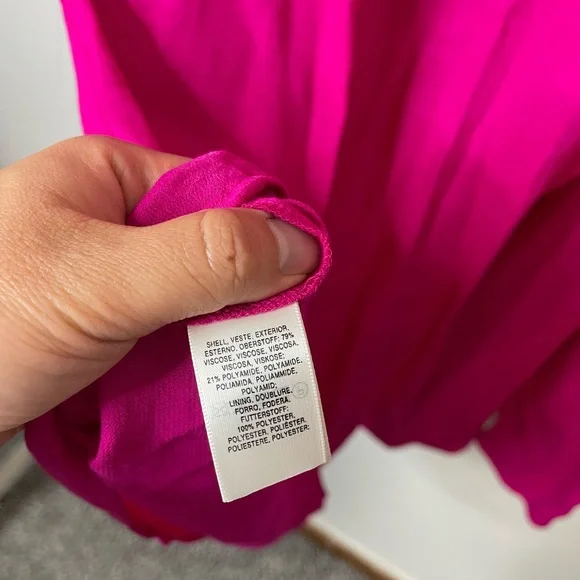 SHELL, VESTE, EXTERIOR,
ESTERNO, OBERSTOFF: 79%
VISCOSE, VISCOSE, VISCOSA,
VISCOSA, VISKOSE;
21% POLYAMIDE, POLYAMIDE,
POLIAMIDA, POLIAMMIDE,
POLYAMID;
LINING, DOUBLURE,
FORRO, FODERA,
FUTTERSTOFF:
100% POLYESTER,
POLYESTER, POLIÉSTER,
POLIESTERE, POLYESTER